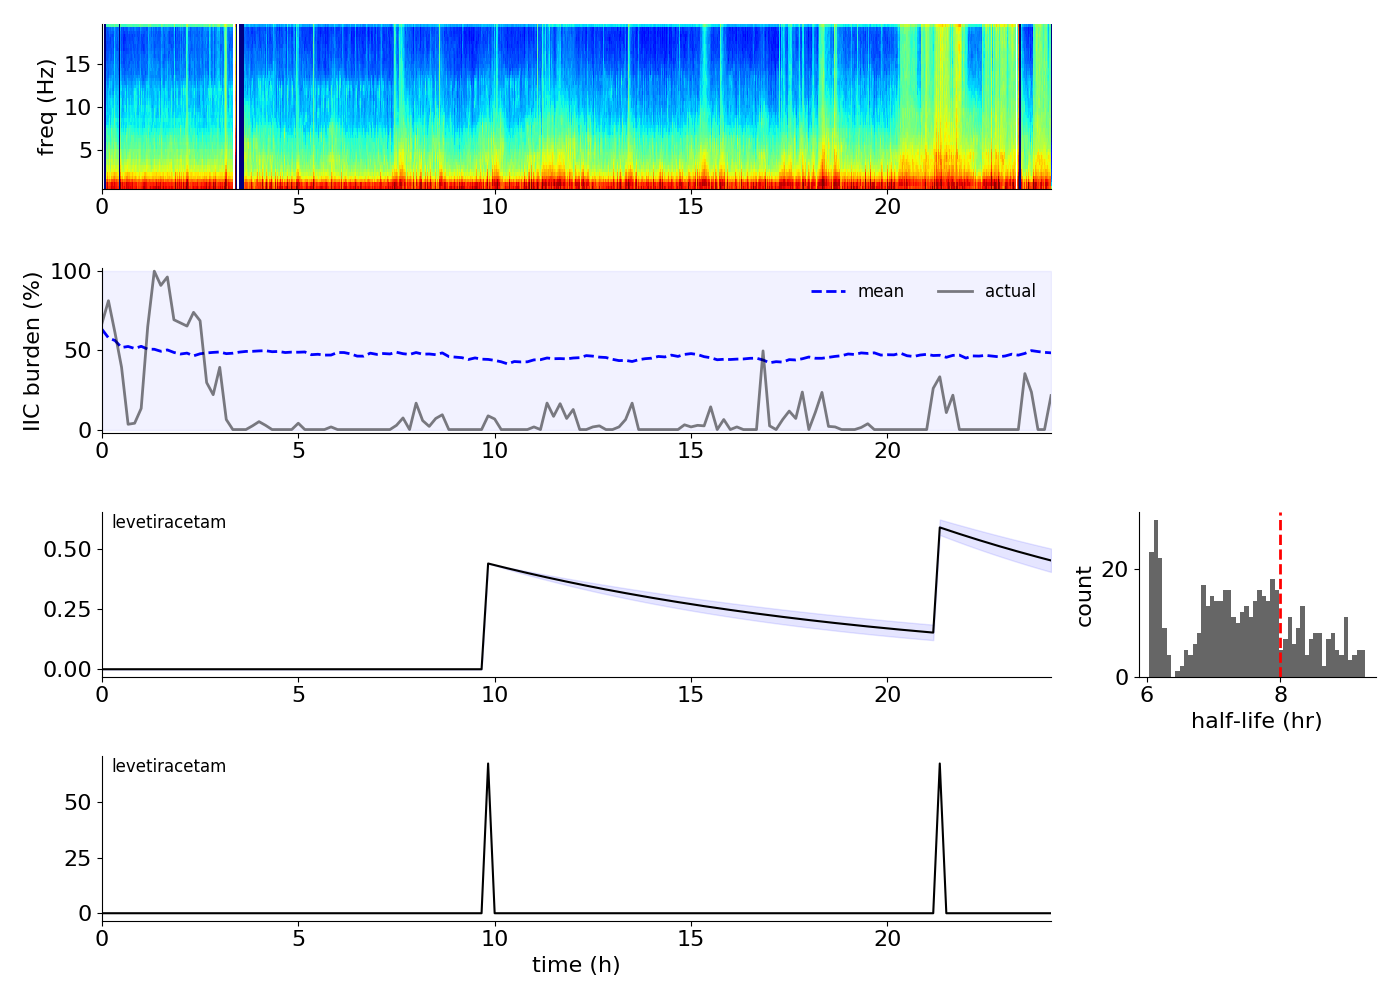 freq (Hz)
15
10
5
0 5 10 15 20
IIC burden (%)
100
50
0
mean actual
0 5 10 15 20
levetiracetam
0.50
0.25
0.00
0 5 10 15 20
count
20
0
6 8
half-life (hr)
levetiracetam
50
25
0
0 5 10 15 20
time (h)